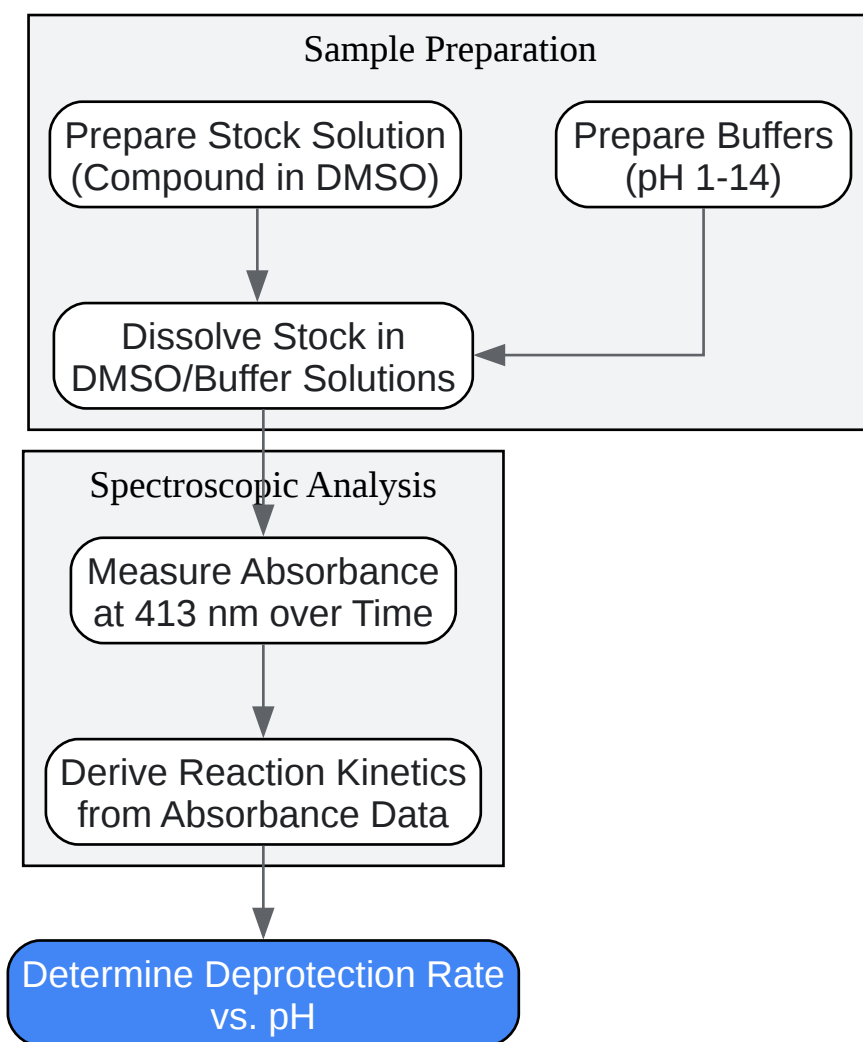 Sample Preparation
Prepare Stock Solution
(Compound in DMSO)
Prepare Buffers
(pH 1-14)
Dissolve Stock in
DMSO/Buffer Solutions
Spectroscopic Analysis
Measure Absorbance
at 413 nm over Time
Derive Reaction Kinetics
from Absorbance Data
Determine Deprotection Rate
vs. pH